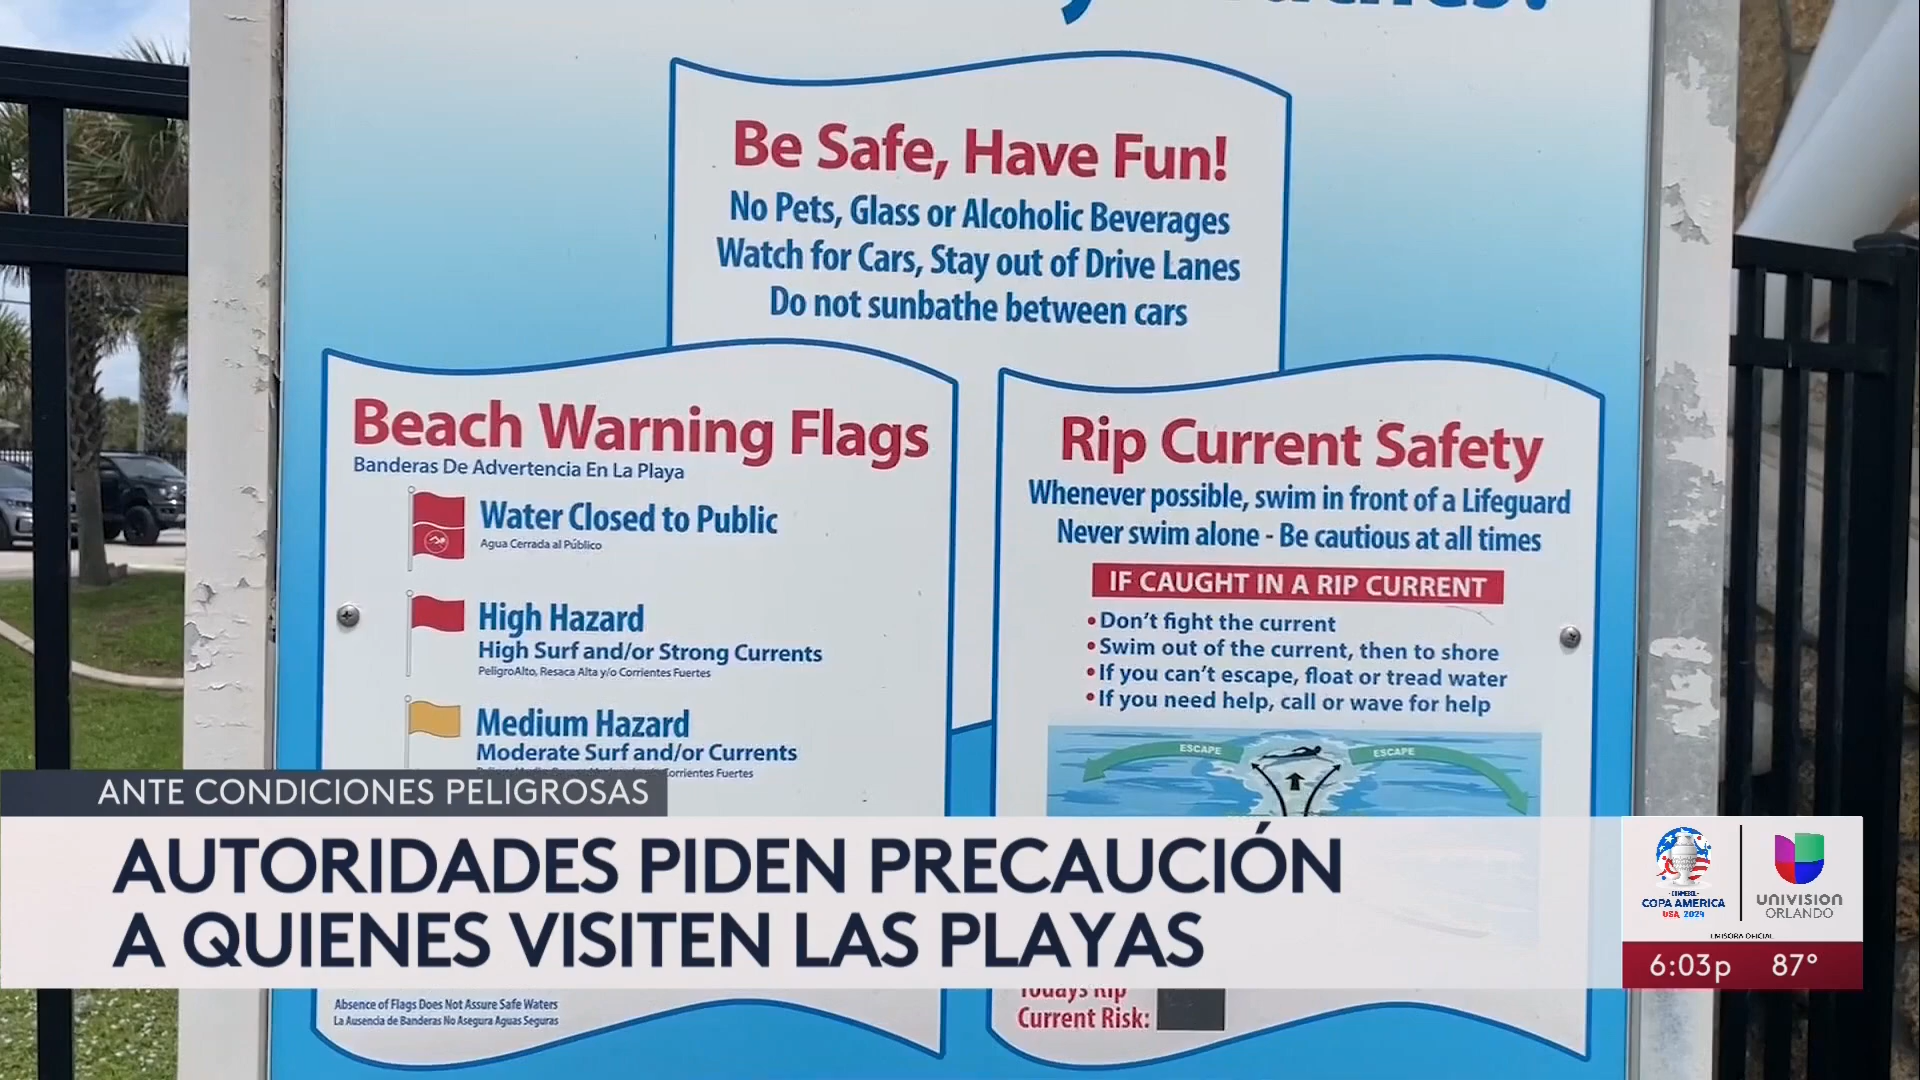 Be Safe, Have Fun!
No Pets, Glass or Alcoholic Beverages
Watch for Cars, Stay out of Drive Lanes
Do not sunbathe between cars
Beach Warning Flags
Banderas De Advertencia En La Playa
Water Closed to Public
Agua Cerrada al Público
High Hazard
High Surf and/or Strong Currents
PeligroAlto, Resaca Alta y/o Corrientes Fuertes
Medium Hazard
Moderate Surf and/or Currents
Corrientes Fuertes
Absence of Flags Does Not Assure Safe Waters
La Ausencia de Banderas No Asegura Aguas Seguras
Rip Current Safety
Whenever possible, swim in front of a Lifeguard
Never swim alone - Be cautious at all times
IF CAUGHT IN A RIP CURRENT
• Don't fight the current
• Swim out of the current, then to shore
• If you can't escape, float or tread water
• If you need help, call or wave for help
ESCAPE ESCAPE
Todays Rip
Current Risk:
ANTE CONDICIONES PELIGROSAS
AUTORIDADES PIDEN PRECAUCIÓN
A QUIENES VISITEN LAS PLAYAS
CONMEBOL
COPA AMERICA
USA 2024
UNIVISION
ORLANDO
EMISORA OFICIAL
6:03p 87°